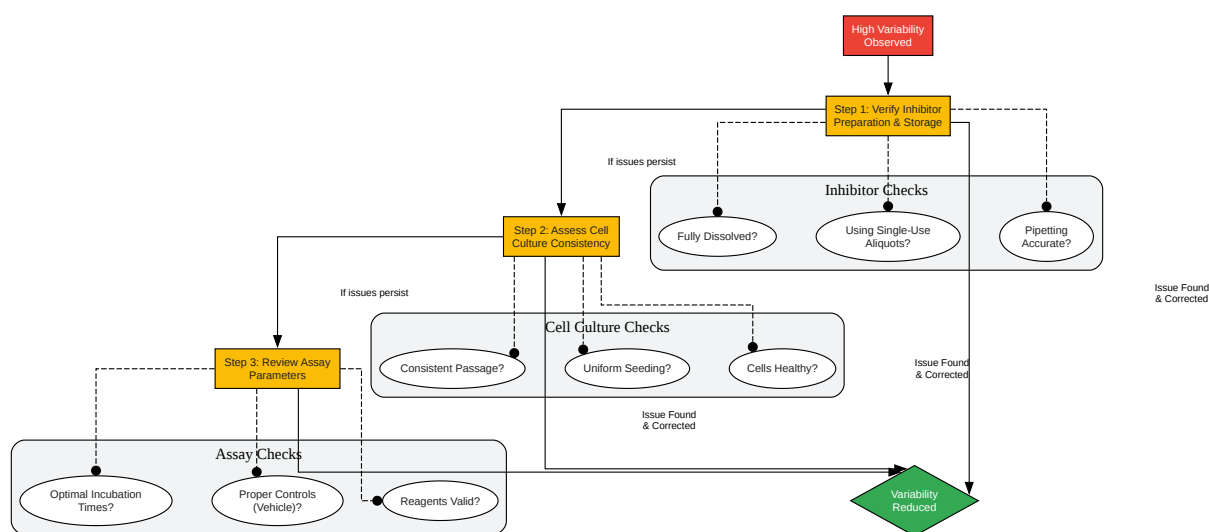 High Variability
Observed
Step 1: Verify Inhibitor
Preparation & Storage
If issues persist
Inhibitor Checks
Fully Dissolved?
Using Single-Use
Aliquots?
Pipetting
Accurate?
Step 2: Assess Cell
Culture Consistency
If issues persist
Issue Found
& Corrected
Cell Culture Checks
Consistent Passage?
Uniform Seeding?
Cells Healthy?
Step 3: Review Assay
Parameters
Issue Found
& Corrected
Issue Found
& Corrected
Assay Checks
Optimal Incubation
Times?
Proper Controls
(Vehicle)?
Reagents Valid?
Variability
Reduced